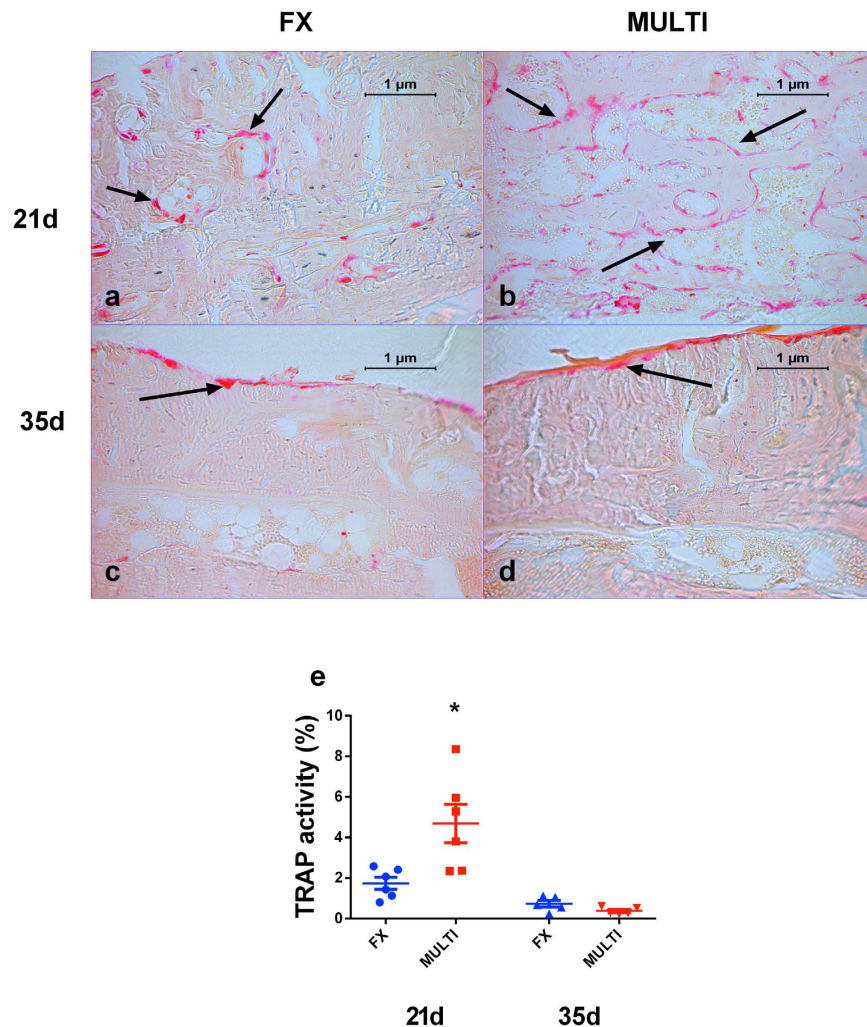 FX MULTI
21d
1 µm 1 µm
a b
35d
1 µm 1 µm
c d
e
*
TRAP activity (%)
10
8
6
4
2
0
FX MULTI FX MULTI
21d 35d